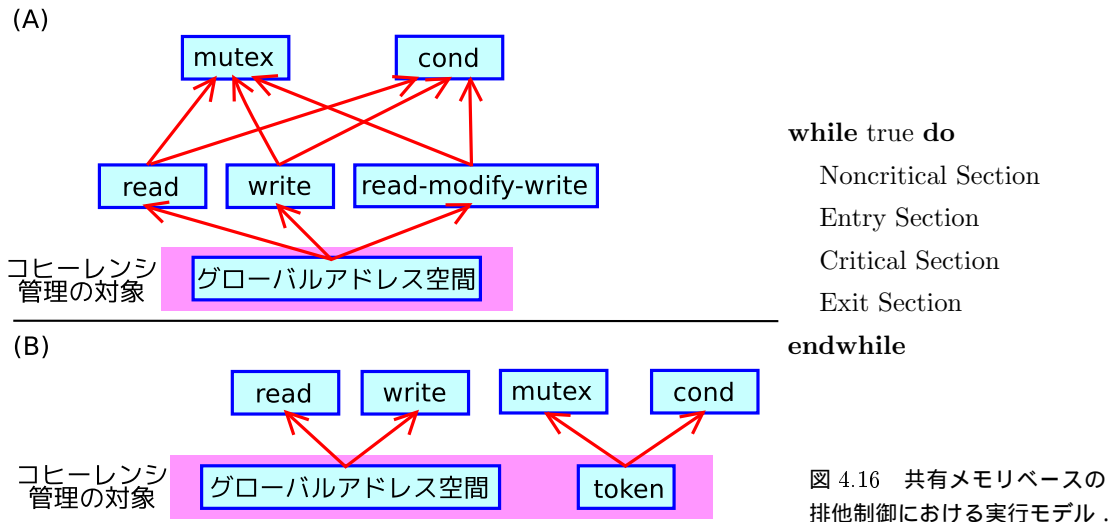 (A)
mutex
cond
read
write
read-modify-write
コヒーレンシ
管理の対象
グローバルアドレス空間
(B)
read
write
mutex
cond
コヒーレンシ
管理の対象
グローバルアドレス空間
token
while true do
Noncritical Section
Entry Section
Critical Section
Exit Section
endwhile
図 4.16 共有メモリベースの
排他制御における実行モデル．